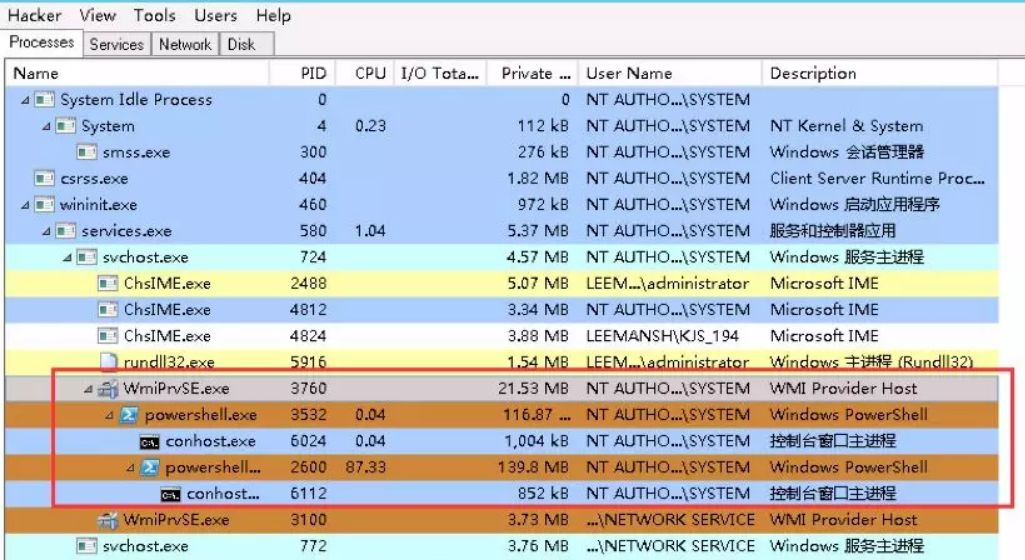 Hacker View Tools Users Help
Processes Services Network Disk
Name PID CPU I/O Tota... Private ... User Name Description
System Idle Process 0 0 NT AUTHO...\SYSTEM
System 4 0.23 112 kB NT AUTHO...\SYSTEM NT Kernel & System
smss.exe 300 276 kB NT AUTHO...\SYSTEM Windows 会话管理器
csrss.exe 404 1.82 MB NT AUTHO...\SYSTEM Client Server Runtime Proc...
wininit.exe 460 972 kB NT AUTHO...\SYSTEM Windows 启动应用程序
services.exe 580 1.04 5.37 MB NT AUTHO...\SYSTEM 服务和控制器应用
svchost.exe 724 4.57 MB NT AUTHO...\SYSTEM Windows 服务主进程
ChsIME.exe 2488 5.07 MB LEEM...\administrator Microsoft IME
ChsIME.exe 4812 3.34 MB NT AUTHO...\SYSTEM Microsoft IME
ChsIME.exe 4824 3.88 MB LEEMANSH\KJS_194 Microsoft IME
rundll32.exe 5916 1.54 MB LEEM...\administrator Windows 主进程 (Rundll32)
WmiPrvSE.exe 3760 21.53 MB NT AUTHO...\SYSTEM WMI Provider Host
powershell.exe 3532 0.04 116.87 ... NT AUTHO...\SYSTEM Windows PowerShell
conhost.exe 6024 0.04 1,004 kB NT AUTHO...\SYSTEM 控制台窗口主进程
powershell... 2600 87.33 139.8 MB NT AUTHO...\SYSTEM Windows PowerShell
conhost... 6112 852 kB NT AUTHO...\SYSTEM 控制台窗口主进程
WmiPrvSE.exe 3100 3.73 MB ...\NETWORK SERVICE WMI Provider Host
svchost.exe 772 3.76 MB ...\NETWORK SERVICE Windows 服务主进程